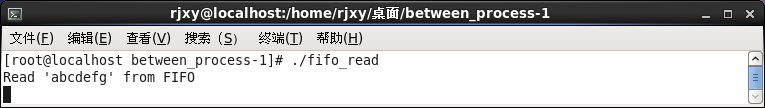 rjxy@localhost:/home/rjxy/桌面/between_process-1
文件(F) 编辑(E) 查看(V) 搜索 (S) 终端(T) 帮助(H)
[root@localhost between_process-1]# ./fifo_read
Read 'abcdefg' from FIFO